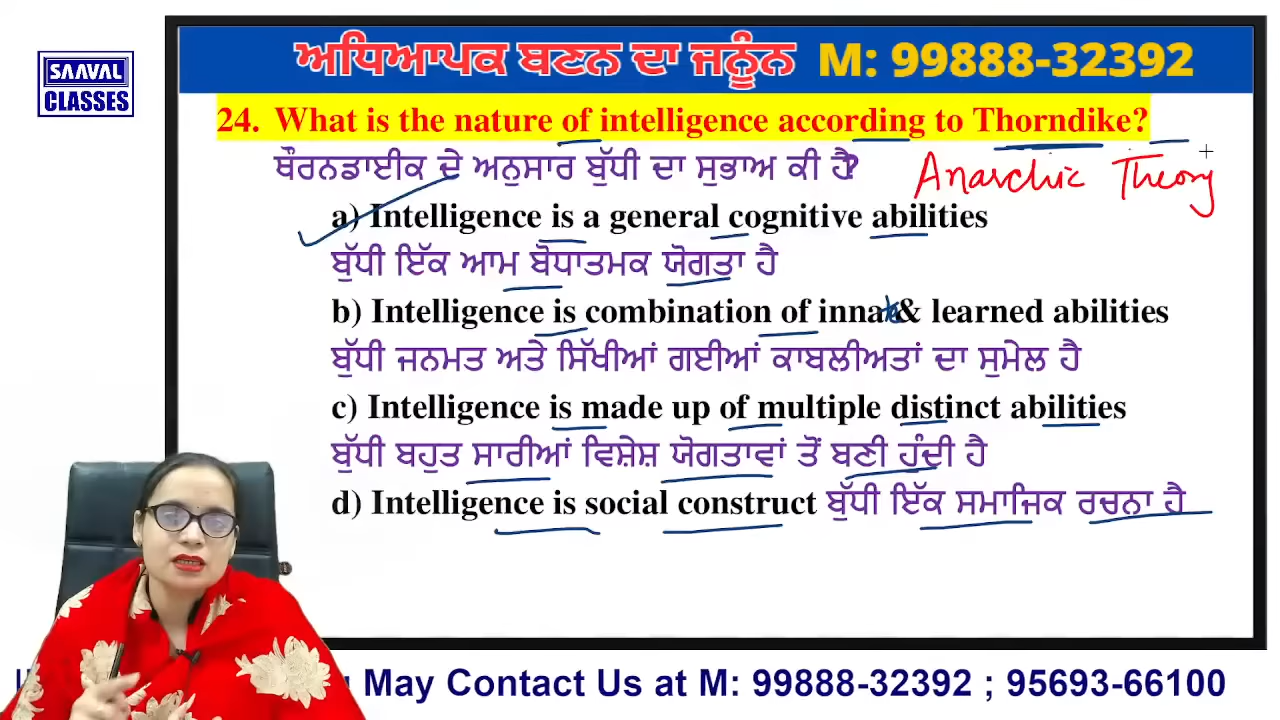 SAAVAL
CLASSES
ਅਧਿਆਪਕ ਬਣਨ ਦਾ ਜਨੂੰਨ M: 99888-32392
24. What is the nature of intelligence according to Thorndike?
ਥੌਰਨਡਾਈਕ ਦੇ ਅਨੁਸਾਰ ਬੁੱਧੀ ਦਾ ਸੁਭਾਅ ਕੀ ਹੈ?
Anarchic Theory
a) Intelligence is a general cognitive abilities
ਬੁੱਧੀ ਇੱਕ ਆਮ ਬੋਧਾਤਮਕ ਯੋਗਤਾ ਹੈ
b) Intelligence is combination of innate & learned abilities
ਬੁੱਧੀ ਜਨਮਤ ਅਤੇ ਸਿੱਖੀਆਂ ਗਈਆਂ ਕਾਬਲੀਅਤਾਂ ਦਾ ਸੁਮੇਲ ਹੈ
c) Intelligence is made up of multiple distinct abilities
ਬੁੱਧੀ ਬਹੁਤ ਸਾਰੀਆਂ ਵਿਸ਼ੇਸ਼ ਯੋਗਤਾਵਾਂ ਤੋਂ ਬਣੀ ਹੁੰਦੀ ਹੈ
d) Intelligence is social construct ਬੁੱਧੀ ਇੱਕ ਸਮਾਜਿਕ ਰਚਨਾ ਹੈ
May Contact Us at M: 99888-32392 ; 95693-66100